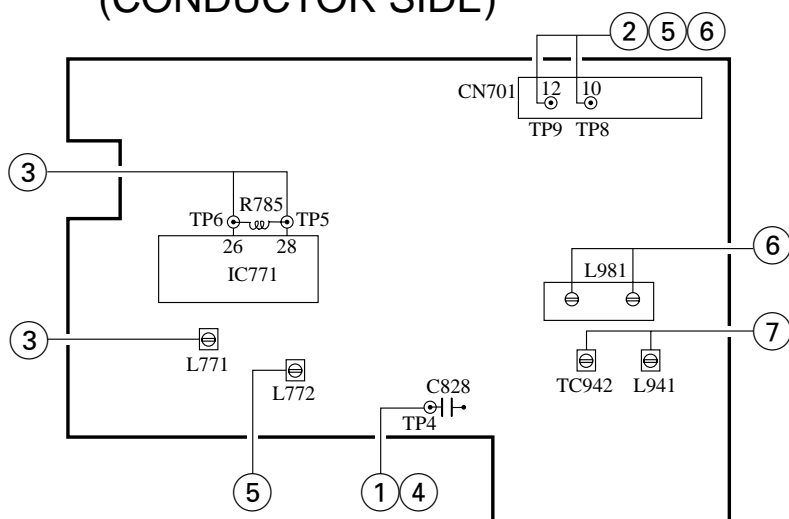 (CONDUCTOR SIDE)
2 5 6
CN701
12 10
TP9 TP8
3
R785
TP6 TP5
26 28
IC771
6
L981
3
L771
7
L772
TC942 L941
C828
TP4
5
1 4